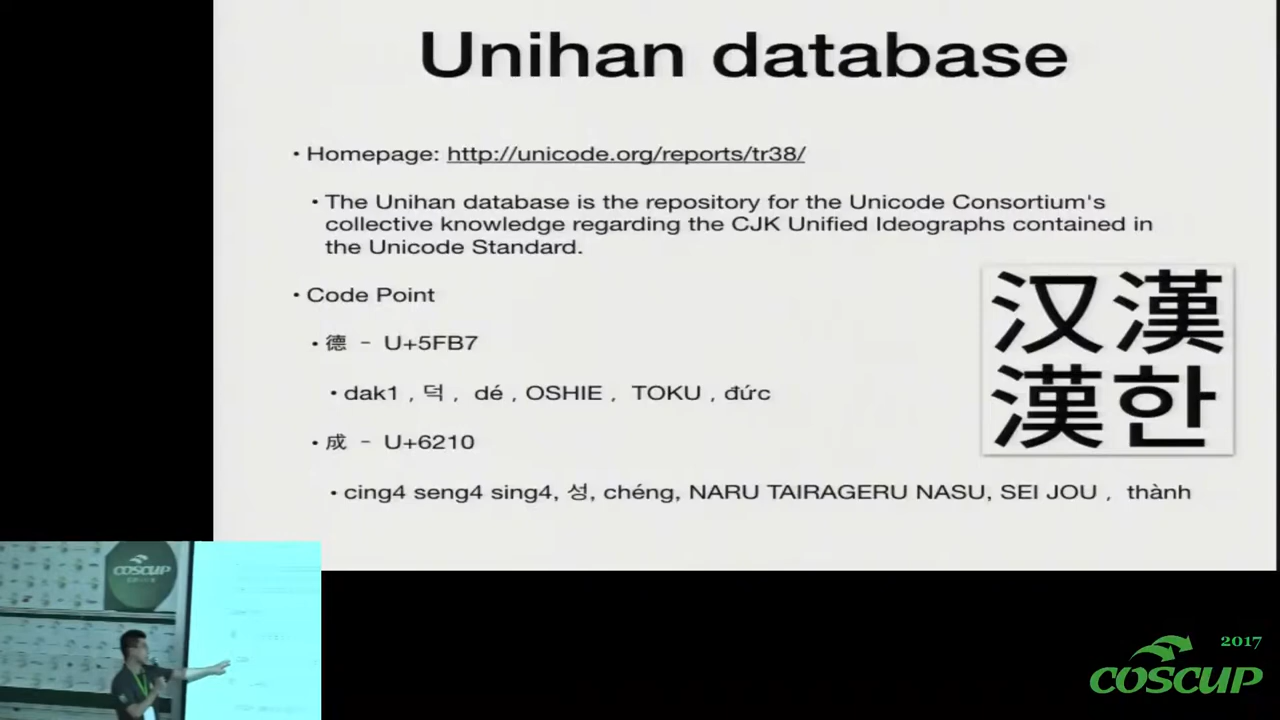 Unihan database
• Homepage: http://unicode.org/reports/tr38/
• The Unihan database is the repository for the Unicode Consortium's
collective knowledge regarding the CJK Unified Ideographs contained in
the Unicode Standard.
• Code Point
• 德 - U+5FB7
• dak1 , 덕 , dé , OSHIE , TOKU , đức
• 成 - U+6210
• cing4 seng4 sing4, 성, chéng, NARU TAIRAGERU NASU, SEI JOU , thành
汉漢
漢한
COSCUP
2017
COSCUP